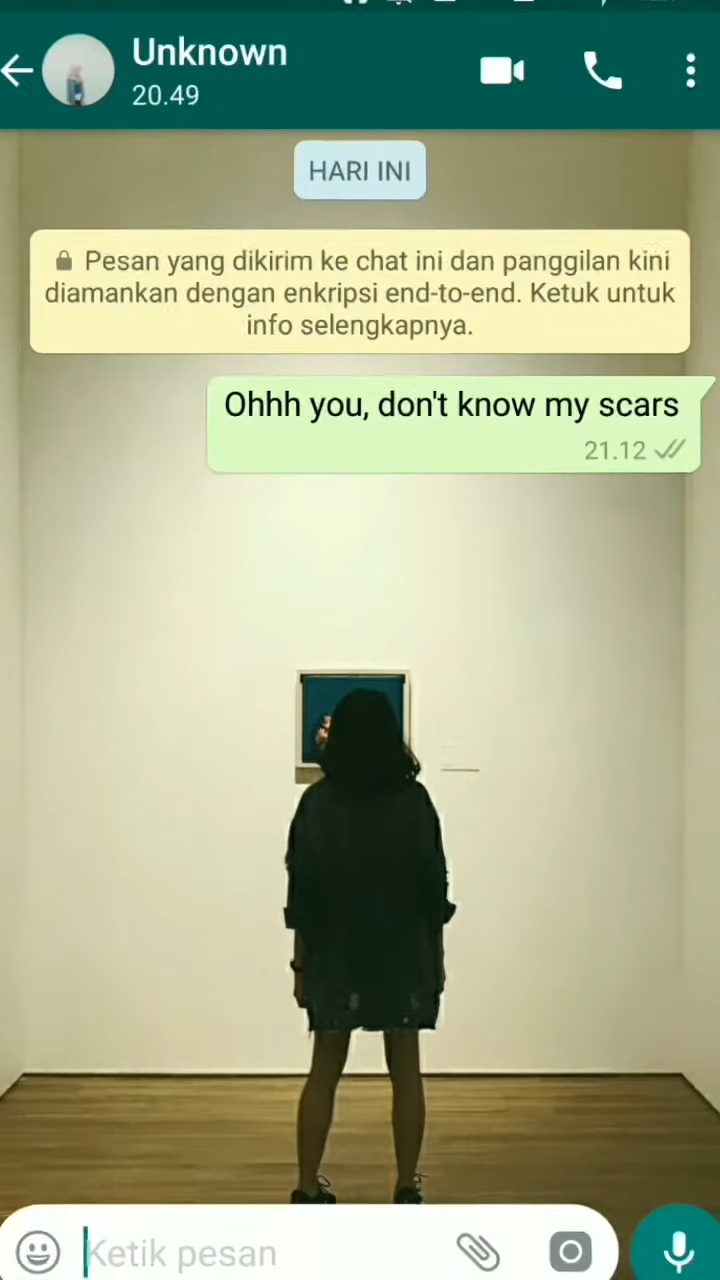 Unknown
20.49
HARI INI
Pesan yang dikirim ke chat ini dan panggilan kini
diamankan dengan enkripsi end-to-end. Ketuk untuk
info selengkapnya.
Ohhh you, don't know my scars
21.12
Ketik pesan